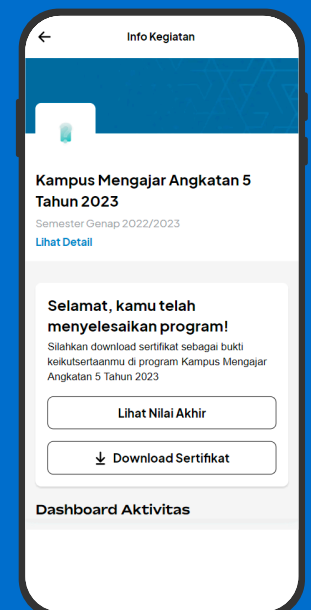 Info Kegiatan
Kampus Mengajar Angkatan 5
Tahun 2023
Semester Genap 2022/2023
Lihat Detail
Selamat, kamu telah
menyelesaikan program!
Silahkan download sertifikat sebagai bukti
keikutsertaanmu di program Kampus Mengajar
Angkatan 5 Tahun 2023
Lihat Nilai Akhir
Download Sertifikat
Dashboard Aktivitas